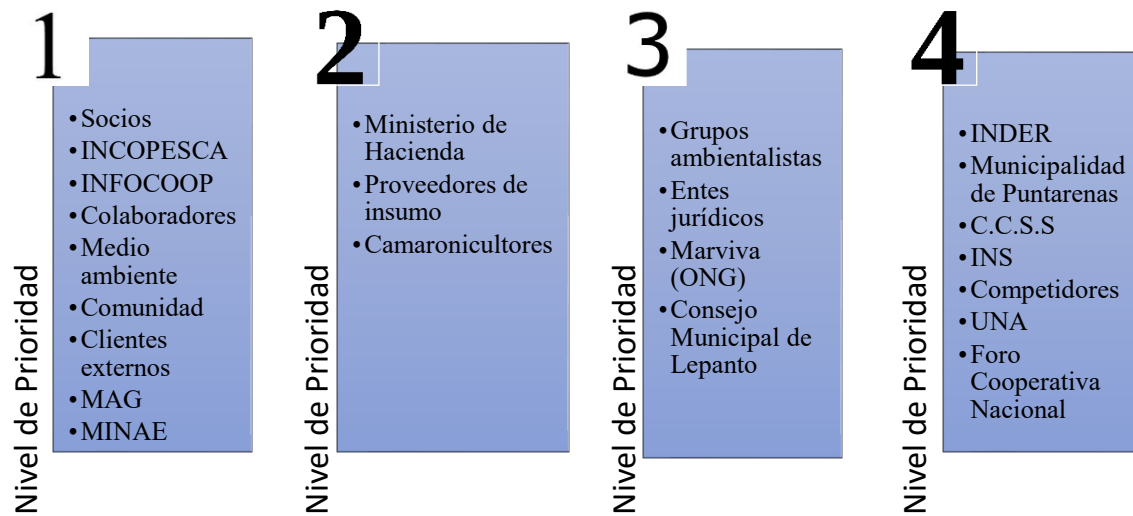 1
Nivel de Prioridad
•Socios
•INCOPESCA
•INFOCOOP
•Colaboradores
•Medio
ambiente
•Comunidad
•Clientes
externos
•MAG
•MINAE
2
Nivel de Prioridad
•Ministerio de
Hacienda
•Proveedores de
insumo
•Camaronicultores
3
Nivel de Prioridad
•Grupos
ambientalistas
•Entes
jurídicos
•Marviva
(ONG)
•Consejo
Municipal de
Lepanto
4
Nivel de Prioridad
•INDER
•Municipalidad
de Puntarenas
•C.C.S.S
•INS
•Competidores
•UNA
•Foro
Cooperativa
Nacional